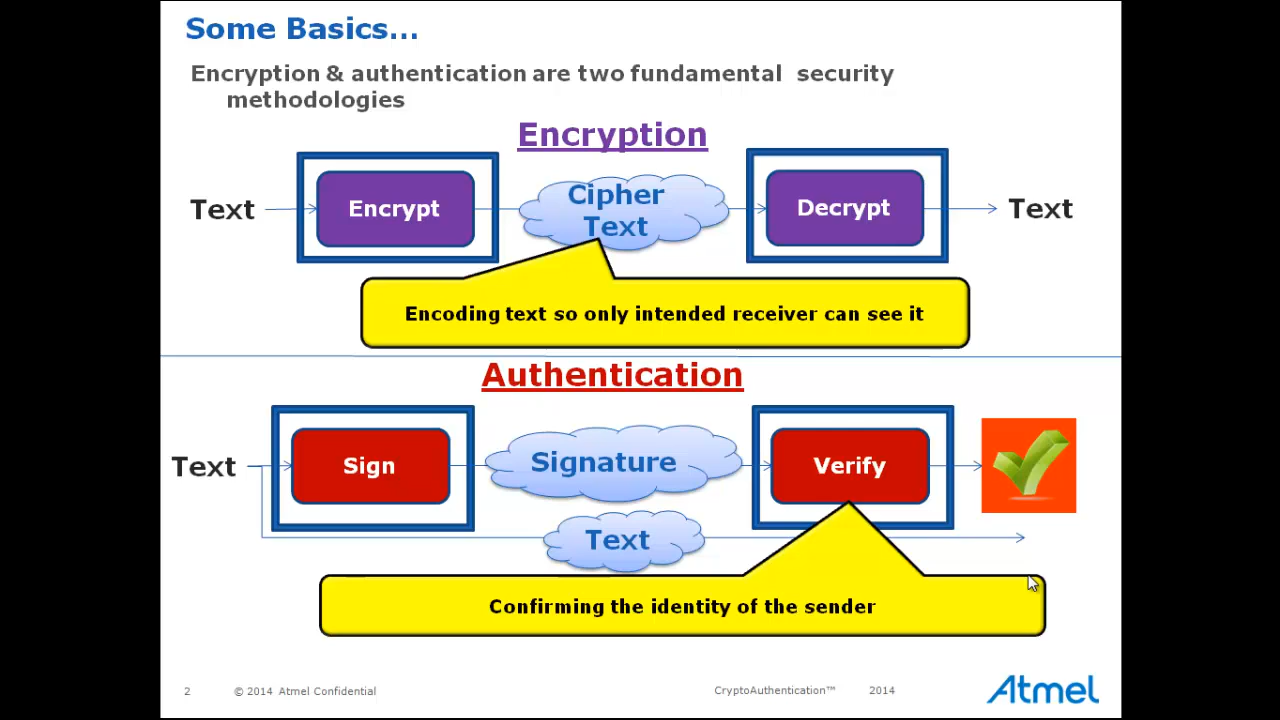 Some Basics...
Encryption & authentication are two fundamental security
methodologies
Encryption
Text
Encrypt
Cipher
Text
Decrypt
Text
Encoding text so only intended receiver can see it
Authentication
Text
Sign
Signature
Verify
Text
Confirming the identity of the sender
2
© 2014 Atmel Confidential
CryptoAuthentication™
2014
Atmel